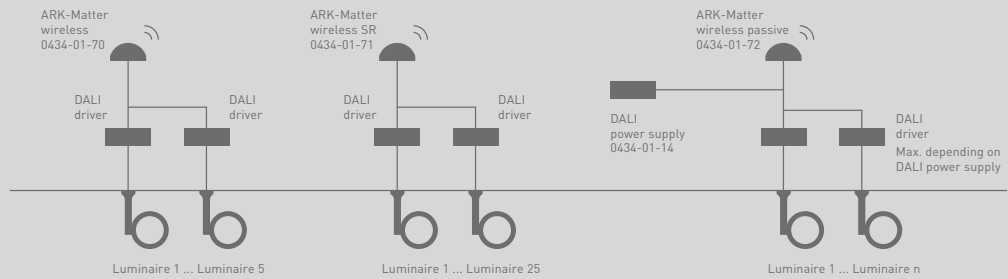 ARK-Matter
wireless
0434-01-70
DALI
driver
DALI
driver
Luminaire 1 ... Luminaire 5
ARK-Matter
wireless SR
0434-01-71
DALI
driver
DALI
driver
Luminaire 1 ... Luminaire 25
ARK-Matter
wireless passive
0434-01-72
DALI
power supply
0434-01-14
DALI
driver
Max. depending on
DALI power supply
Luminaire 1 ... Luminaire n